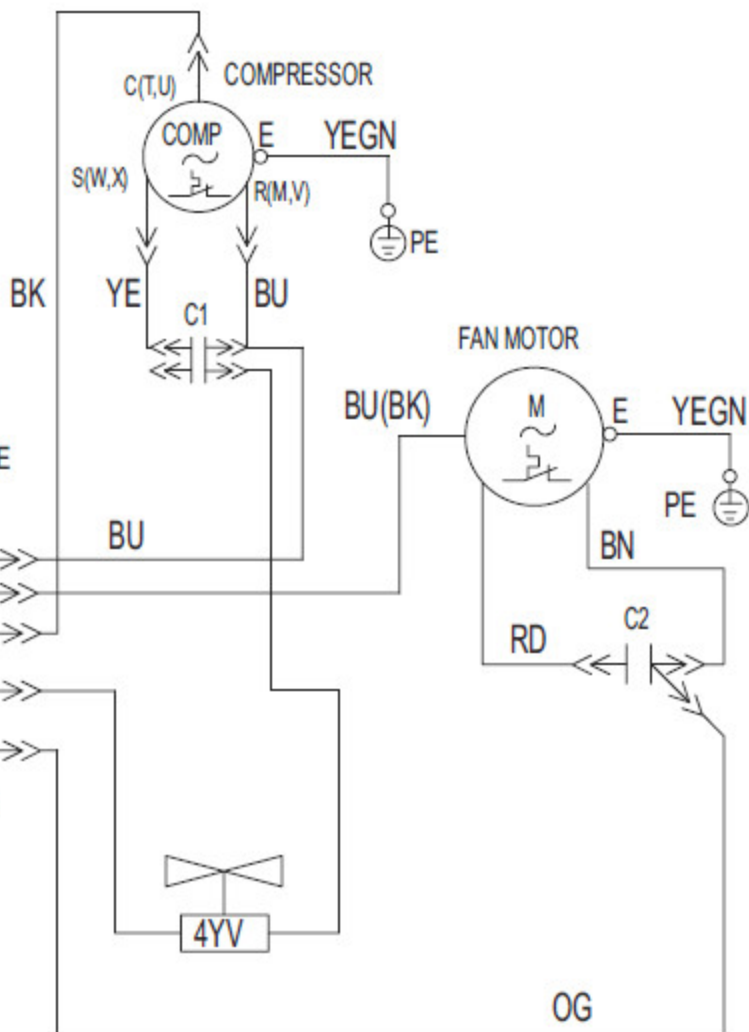 COMPRESSOR
C(T,U)
COMP
E
YEGN
S(W,X)
R(M,V)
PE
BK
YE
BU
C1
FAN MOTOR
BU(BK)
M
E
YEGN
E
PE
BU
BN
C2
RD
4YV
OG